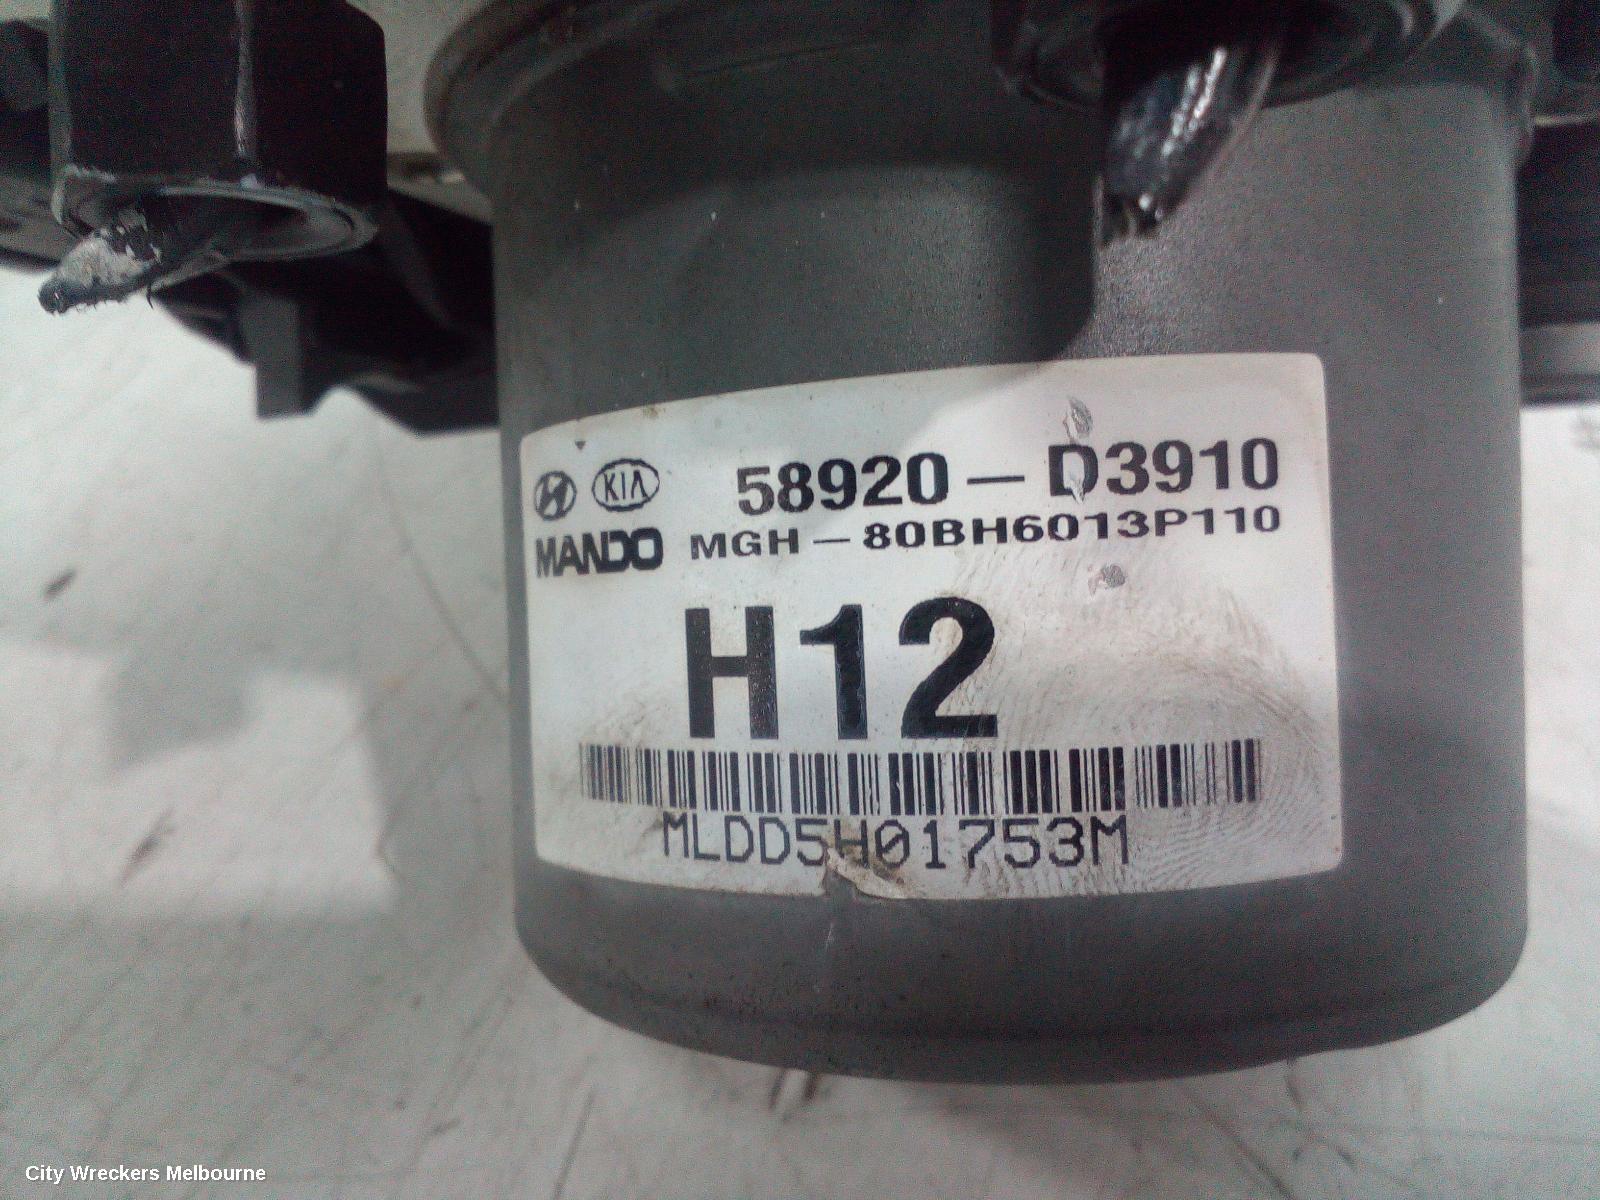 KIA 58920 - D3910
MANDO MGH - 80BH6013P110
H12
MLDD5H01753M
City Wreckers Melbourne